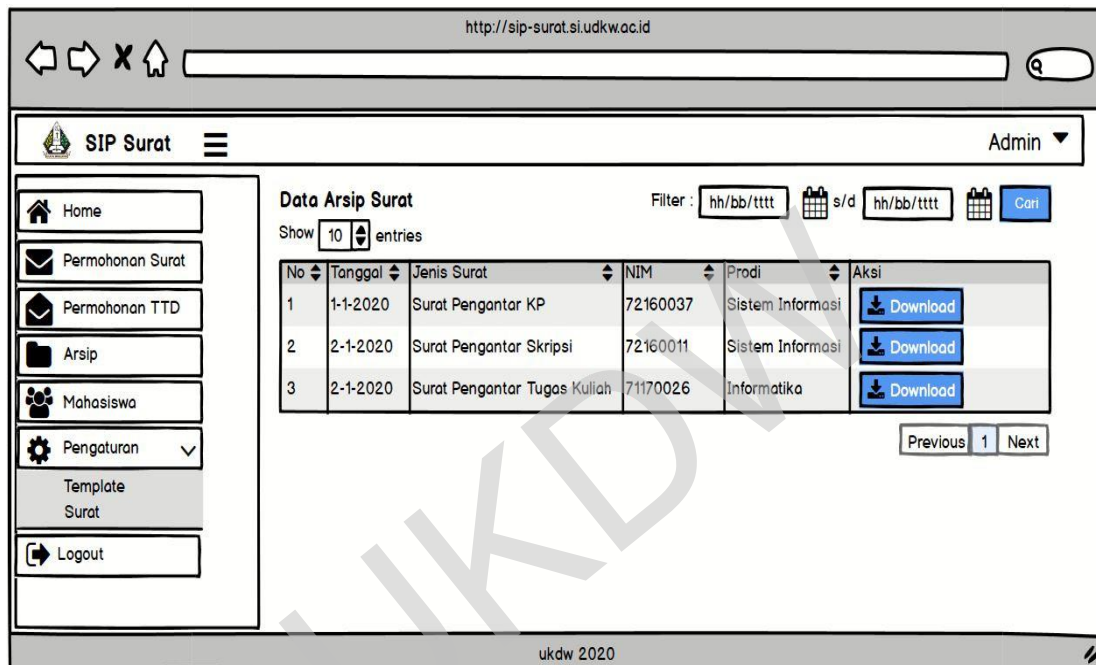 http://sip-surat.si.udkw.ac.id
SIP Surat
Admin
Home
Permohonan Surat
Permohonan TTD
Arsip
Mahasiswa
Pengaturan
Template
Surat
Logout
Data Arsip Surat
Filter : hh/bb/tttt s/d hh/bb/tttt Cari
Show 10 entries
No Tanggal Jenis Surat NIM Prodi Aksi
1 1-1-2020 Surat Pengantar KP 72160037 Sistem Informasi Download
2 2-1-2020 Surat Pengantar Skripsi 72160011 Sistem Informasi Download
3 2-1-2020 Surat Pengantar Tugas Kuliah 71170026 Informatika Download
Previous 1 Next
UKDW
ukdw 2020